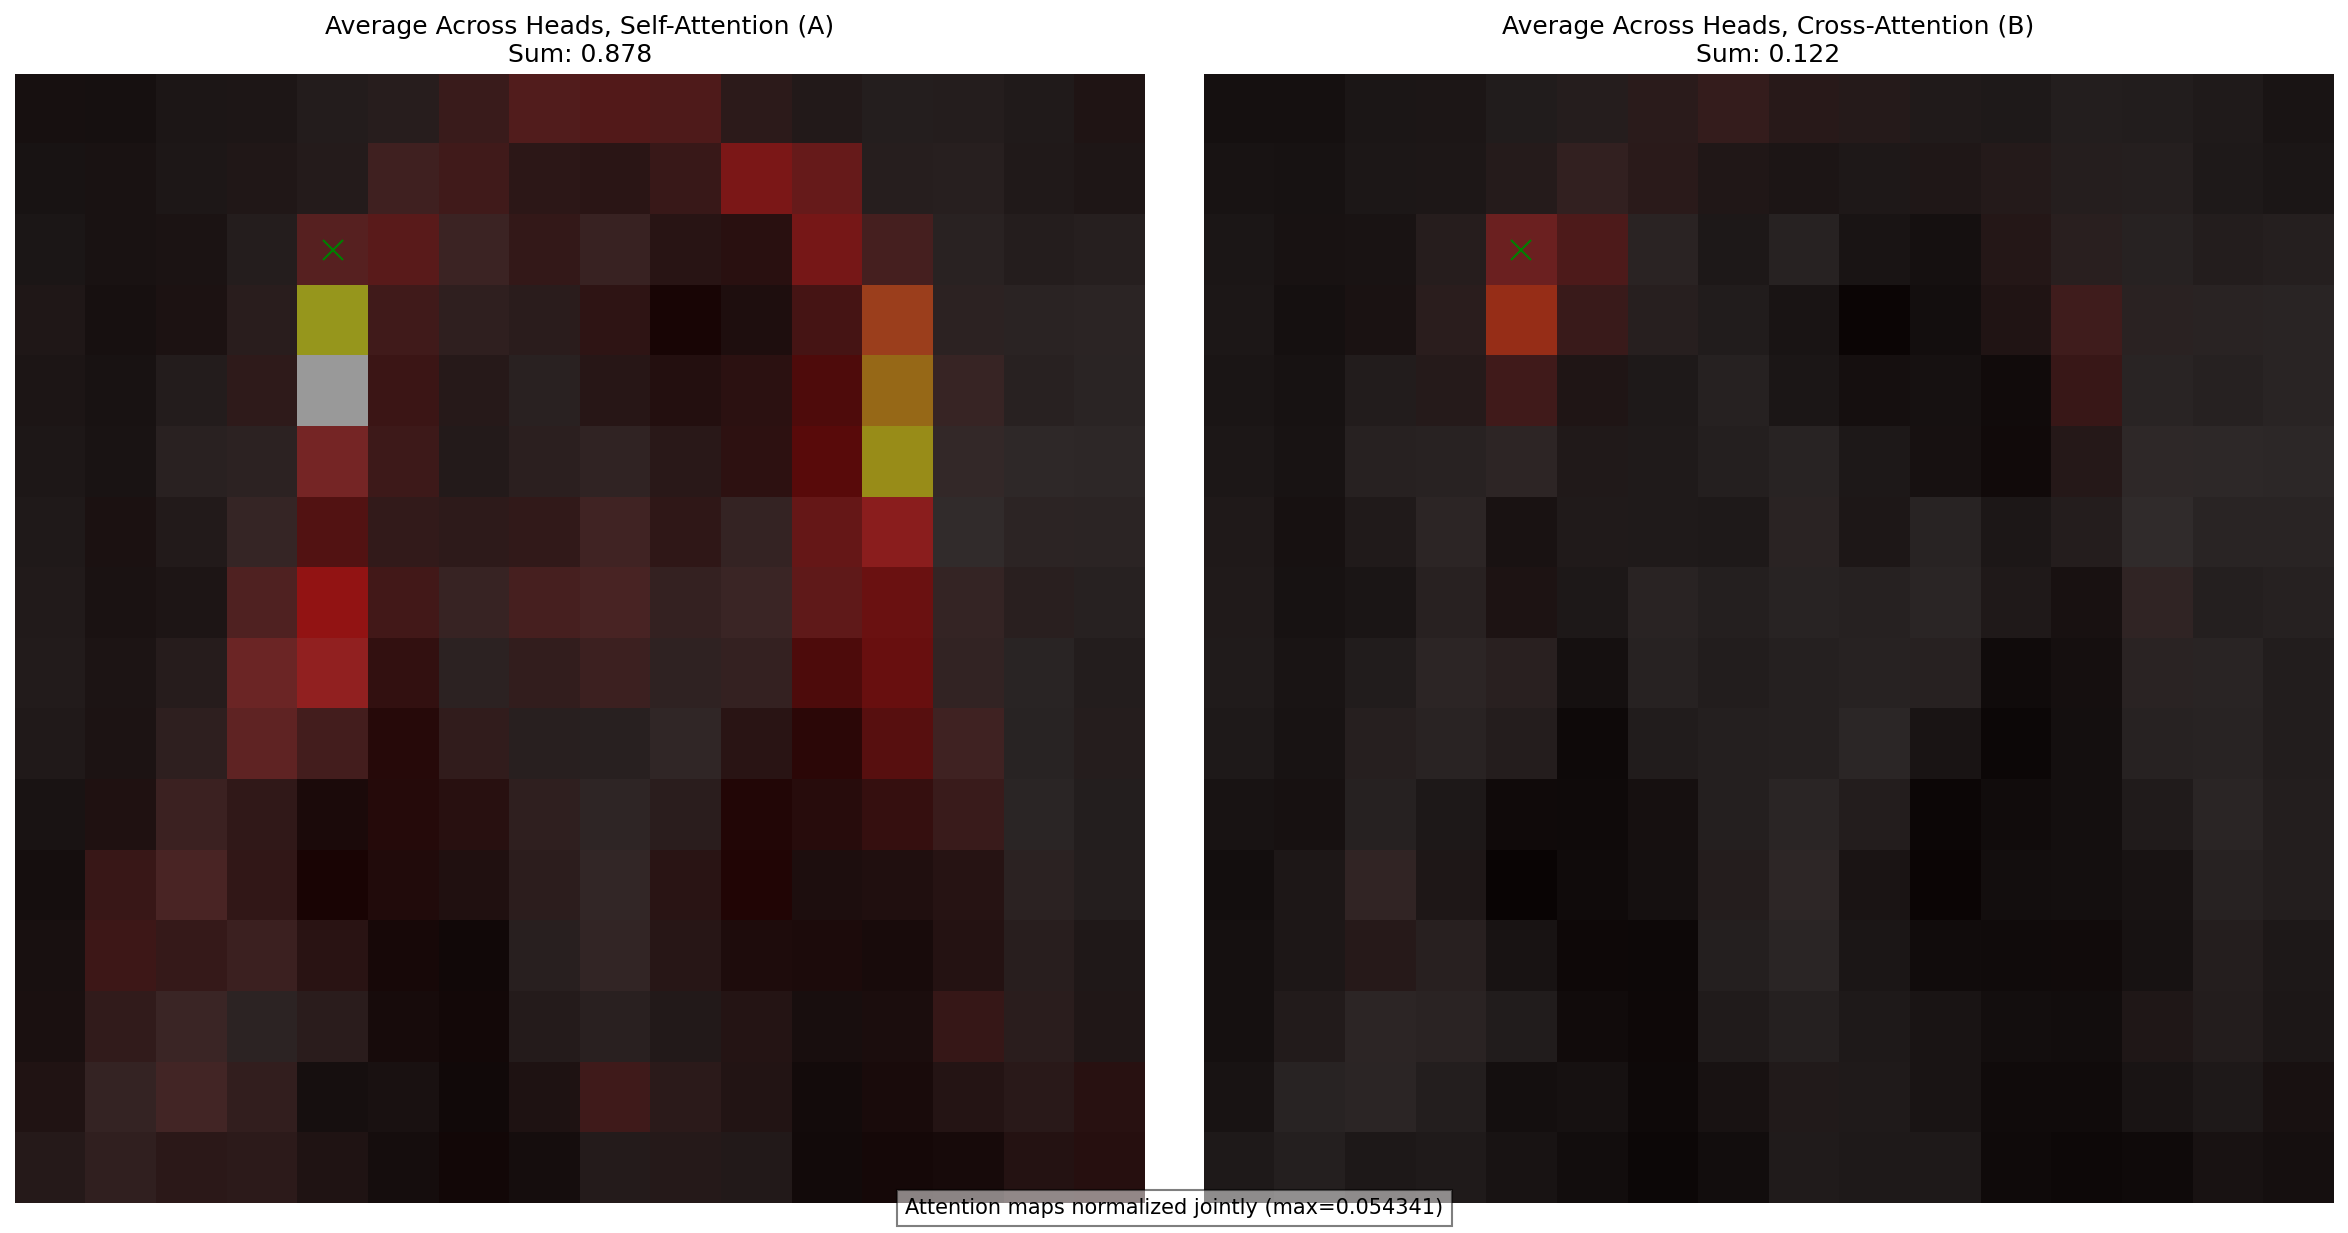 Average Across Heads, Self-Attention (A)
Sum: 0.878
Average Across Heads, Cross-Attention (B)
Sum: 0.122
Attention maps normalized jointly (max=0.054341)